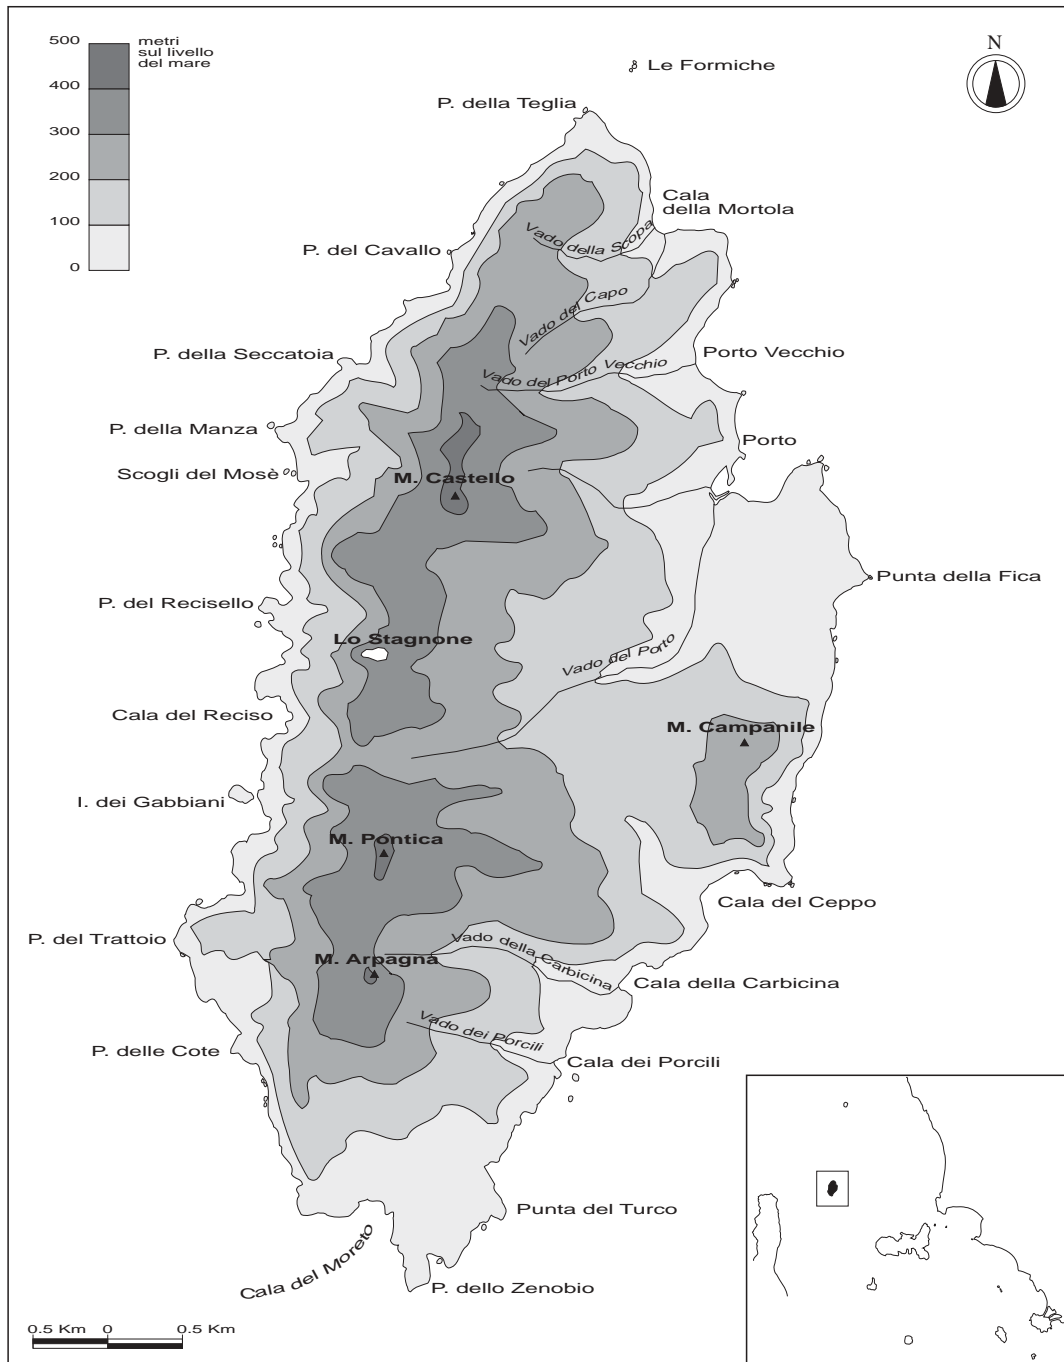 500
metri
sul livello
del mare
400
300
200
100
0
N
Le Formiche
P. della Teglia
Cala
della Mortola
Vado della Scopa
P. del Cavallo
Vado del Capo
P. della Seccatoia
Porto Vecchio
Vado del Porto Vecchio
P. della Manza
Porto
Scogli del Mosè
M. Castello
Punta della Fica
P. del Recisello
Lo Stagnone
Vado del Porto
Cala del Reciso
M. Campanile
I. dei Gabbiani
M. Pontica
Cala del Ceppo
P. del Trattoio
Vado della Carbicina
M. Arpagna
Cala della Carbicina
Vado dei Porcili
P. delle Cote
Cala dei Porcili
Punta del Turco
Cala del Moreto
P. dello Zenobio
0.5 Km 0 0.5 Km